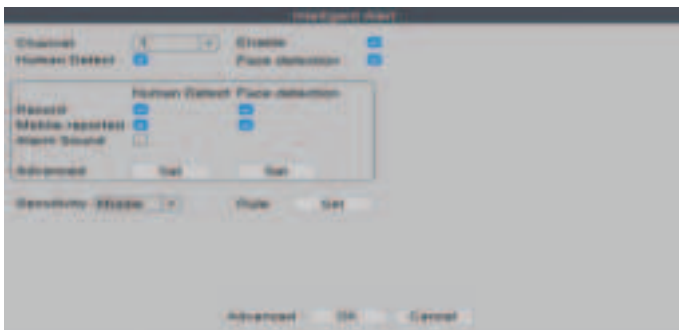 Intelligent Alert
Channel 1 Enable
Human Detect Face detection
Human Detect Face detection
Record
Mobile reported
Alarm Sound
Advanced Set Set
Sensitivity Middle Rule Set
Advanced OK Cancel